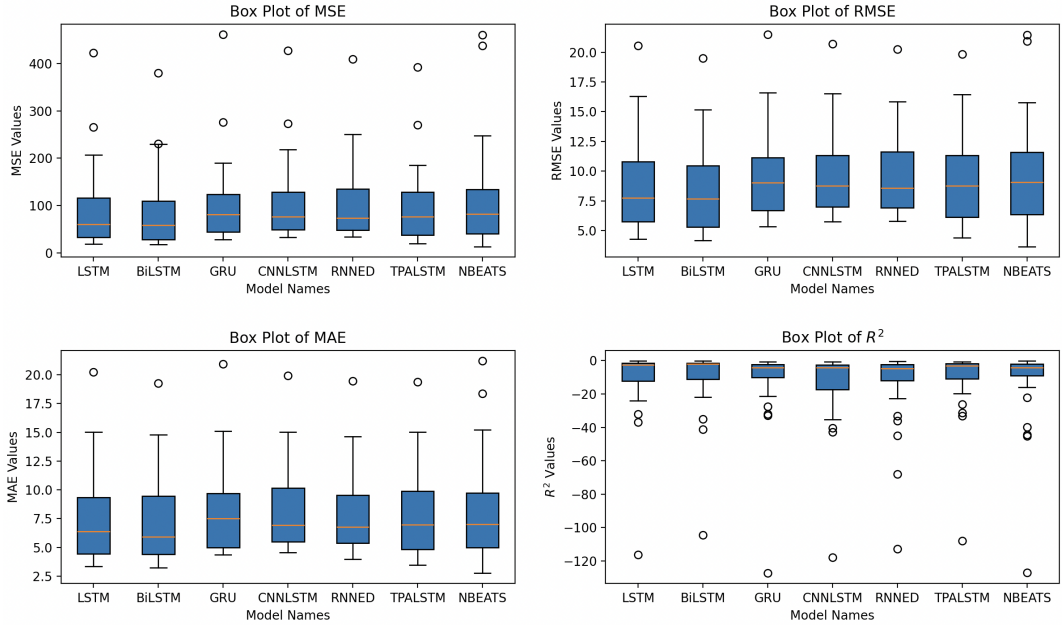 Box Plot of MSE
MSE Values
400
300
200
100
0
LSTM BiLSTM GRU CNNLSTM RNNED TPALSTM NBEATS
Model Names
Box Plot of RMSE
RMSE Values
20.0
17.5
15.0
12.5
10.0
7.5
5.0
LSTM BiLSTM GRU CNNLSTM RNNED TPALSTM NBEATS
Model Names
Box Plot of MAE
MAE Values
20.0
17.5
15.0
12.5
10.0
7.5
5.0
2.5
LSTM BiLSTM GRU CNNLSTM RNNED TPALSTM NBEATS
Model Names
Box Plot of R²
R² Values
0
−20
−40
−60
−80
−100
−120
LSTM BiLSTM GRU CNNLSTM RNNED TPALSTM NBEATS
Model Names